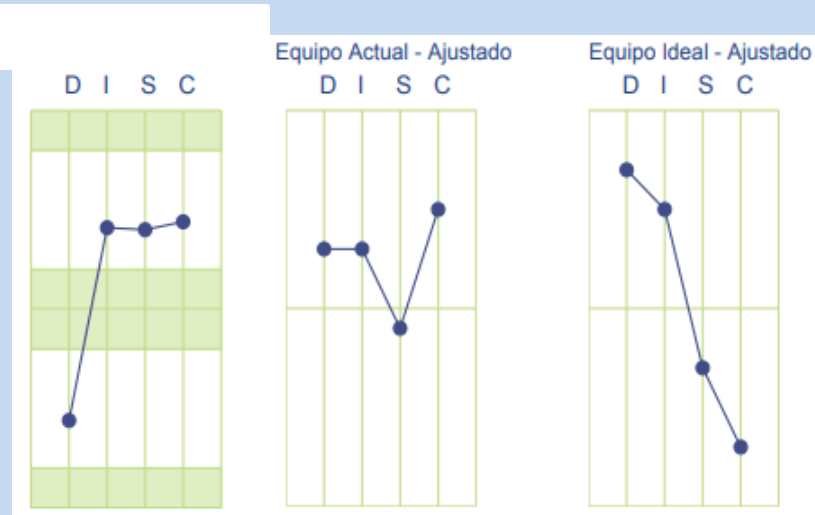 Equipo Actual - Ajustado
Equipo Ideal - Ajustado
D I S C
D I S C
D I S C